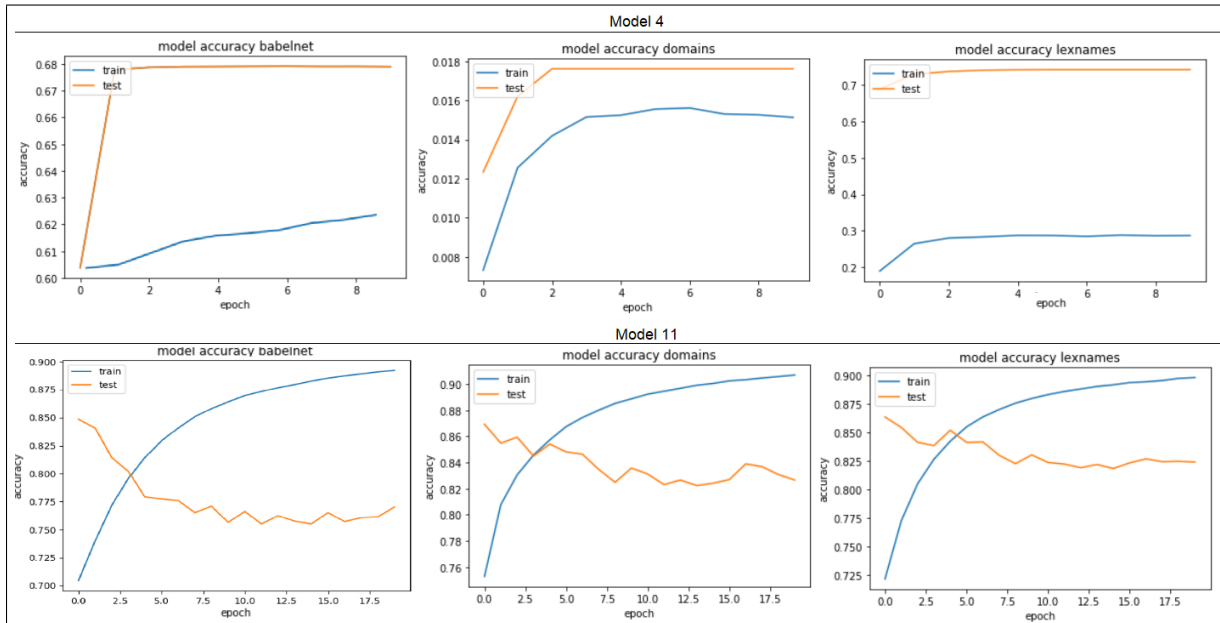 Model 4
model accuracy babelnet
train
test
0.68
0.67
0.66
0.65
0.64
0.63
0.62
0.61
0.60
accuracy
0 2 4 6 8
epoch
model accuracy domains
train
test
0.018
0.016
0.014
0.012
0.010
0.008
accuracy
0 2 4 6 8
epoch
model accuracy lexnames
train
test
0.7
0.6
0.5
0.4
0.3
0.2
accuracy
0 2 4 6 8
epoch
Model 11
model accuracy babelnet
train
test
0.900
0.875
0.850
0.825
0.800
0.775
0.750
0.725
0.700
accuracy
0.0 2.5 5.0 7.5 10.0 12.5 15.0 17.5
epoch
model accuracy domains
train
test
0.90
0.88
0.86
0.84
0.82
0.80
0.78
0.76
accuracy
0.0 2.5 5.0 7.5 10.0 12.5 15.0 17.5
epoch
model accuracy lexnames
train
test
0.900
0.875
0.850
0.825
0.800
0.775
0.750
0.725
accuracy
0.0 2.5 5.0 7.5 10.0 12.5 15.0 17.5
epoch